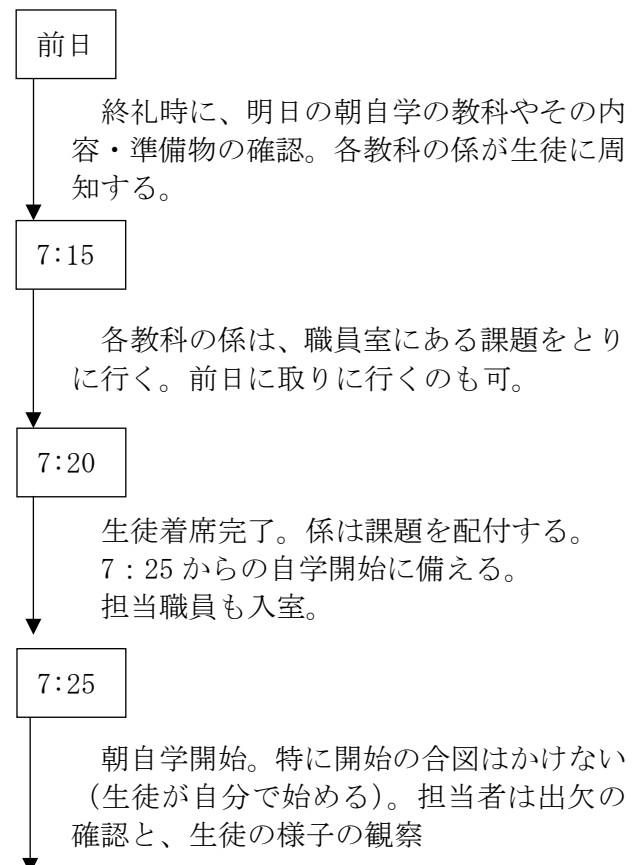 前日
終礼時に、明日の朝自学の教科やその内
容・準備物の確認。各教科の係が生徒に周
知する。
7:15
各教科の係は、職員室にある課題をとり
に行く。前日に取りに行くのも可。
7:20
生徒着席完了。係は課題を配付する。
7：25 からの自学開始に備える。
担当職員も入室。
7:25
朝自学開始。特に開始の合図はかけない
（生徒が自分で始める）。担当者は出欠の
確認と、生徒の様子の観察